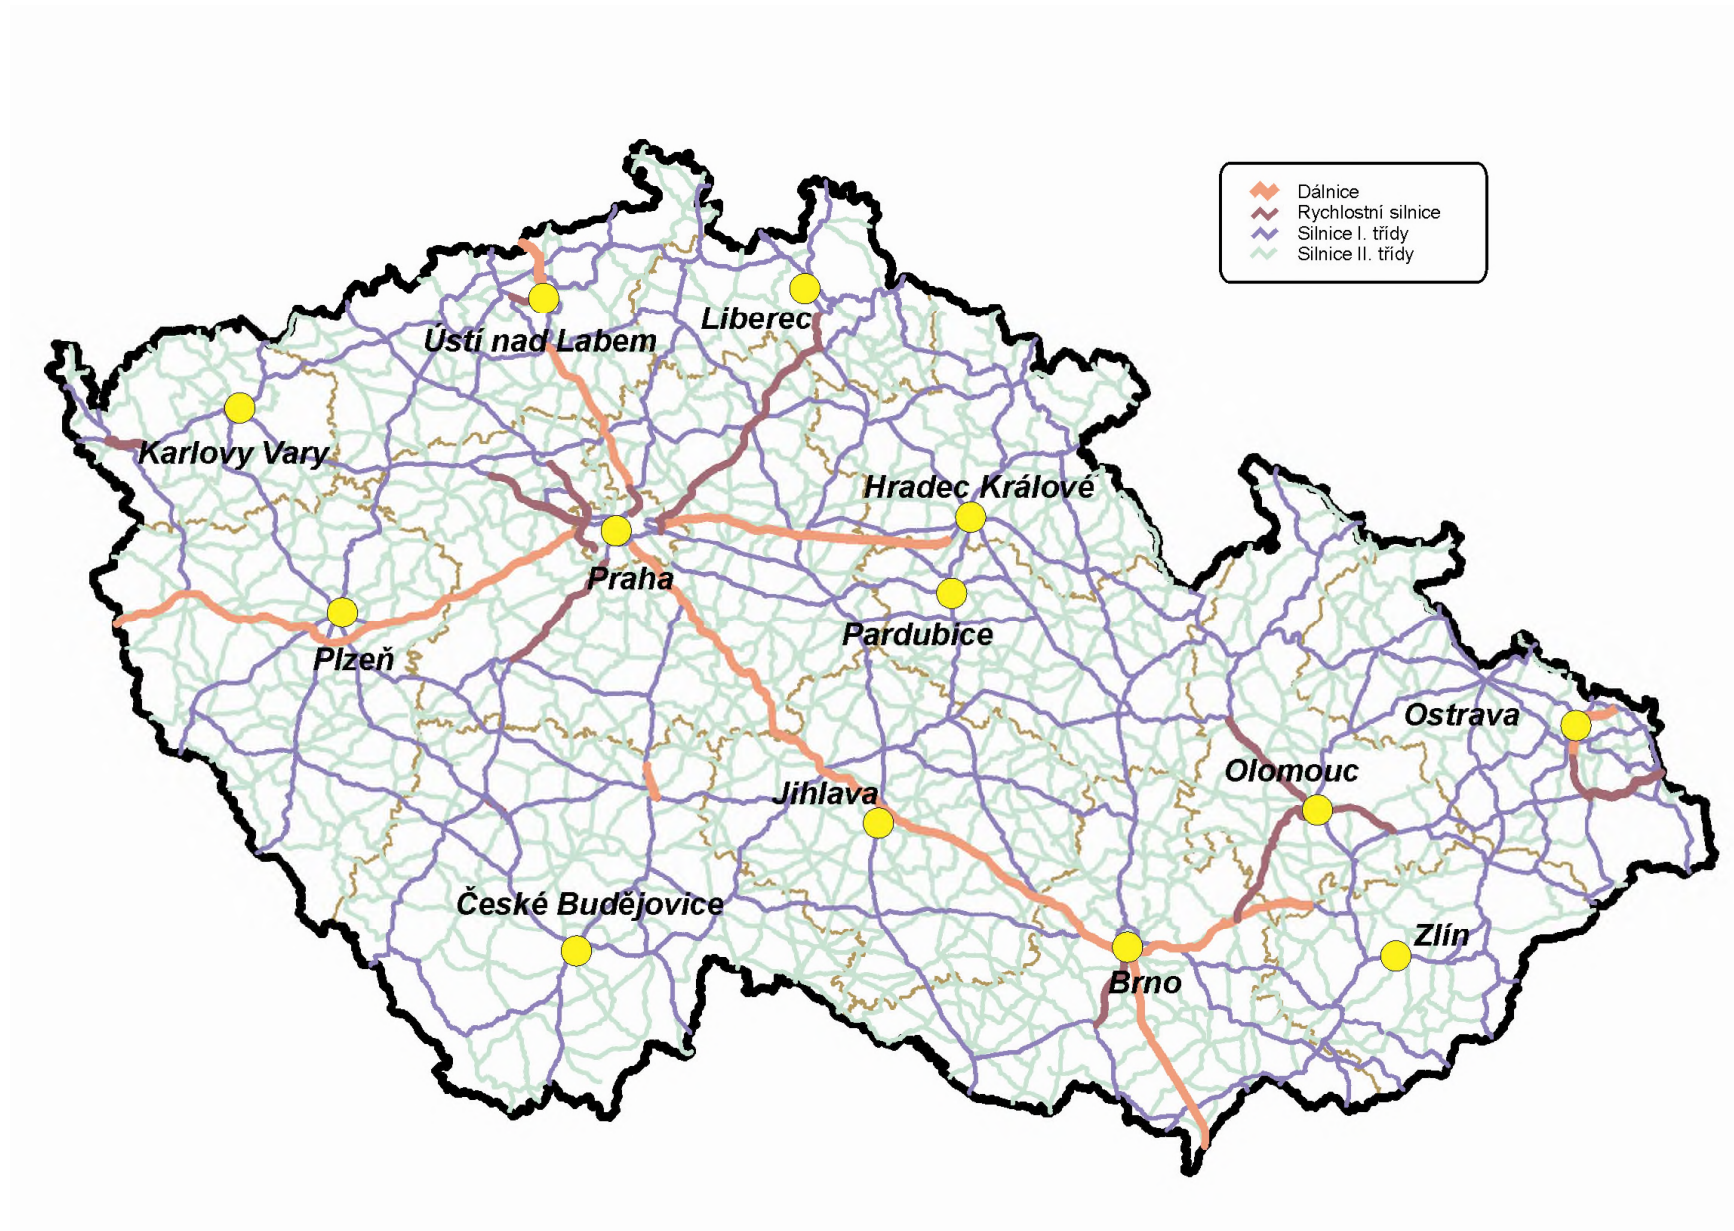 Dálnice
Rychlostní silnice
Silnice I. třídy
Silnice II. třídy
Liberec
Ústí nad Labem
Karlovy Vary
Hradec Králové
Praha
Pardubice
Plzeň
Ostrava
Olomouc
Jihlava
České Budějovice
Zlín
Brno